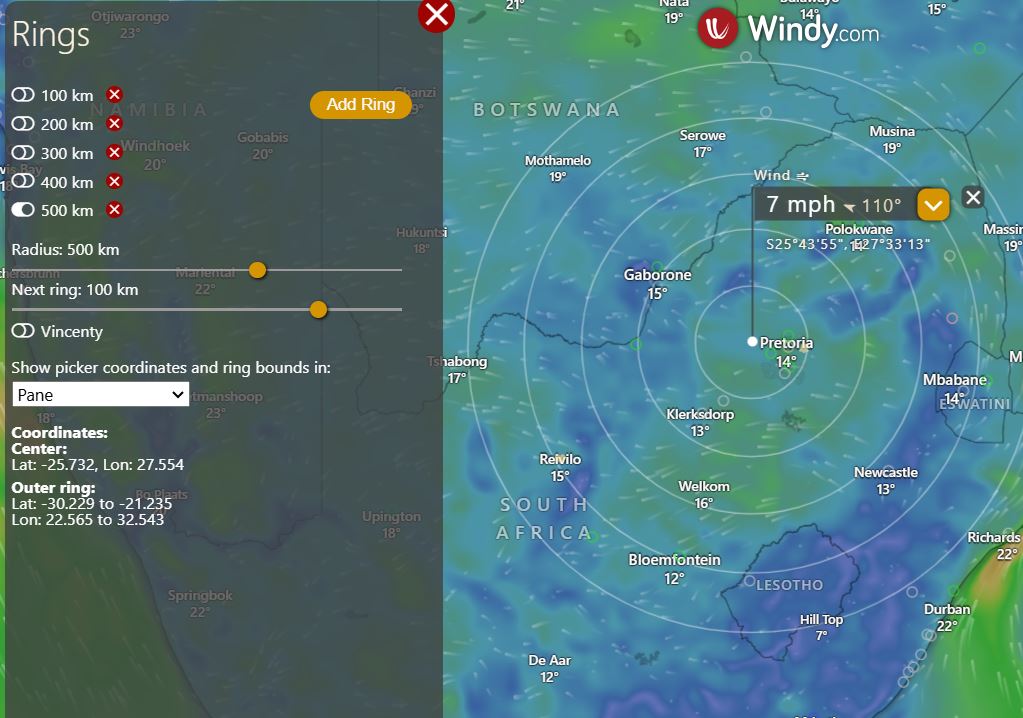 Otjiwarongo
23°
Rings
100 km
Add Ring
NAMIBIA
Ghanzi
200 km
Windhoek
20°
Gobabis
20°
300 km
400 km
500 km
Hukuntsi
18°
Radius: 500 km
Mariental
22°
Next ring: 100 km
Vincenty
Show picker coordinates and ring bounds in:
Pane
etmanshoop
23°
18°
Coordinates:
Center:
Lat: -25.732, Lon: 27.554
Outer ring:
Lat: -30.229 to -21.235
Lon: 22.565 to 32.543
Bo Plaats
Upington
18°
Springbok
22°
21°
Nata
19°
14°
15°
Windy.com
BOTSWANA
Serowe
17°
Musina
19°
Mothamelo
19°
Wind
7 mph 110°
S25°43'55", E27°33'13"
Polokwane
14°
Massin
19°
Gaborone
15°
Pretoria
14°
Tshabong
17°
M
Mbabane
14°
ESWATINI
Klerksdorp
13°
Reivilo
15°
Newcastle
13°
Welkom
16°
SOUTH
AFRICA
Richards
22°
Bloemfontein
12°
LESOTHO
Hill Top
7°
Durban
22°
De Aar
12°